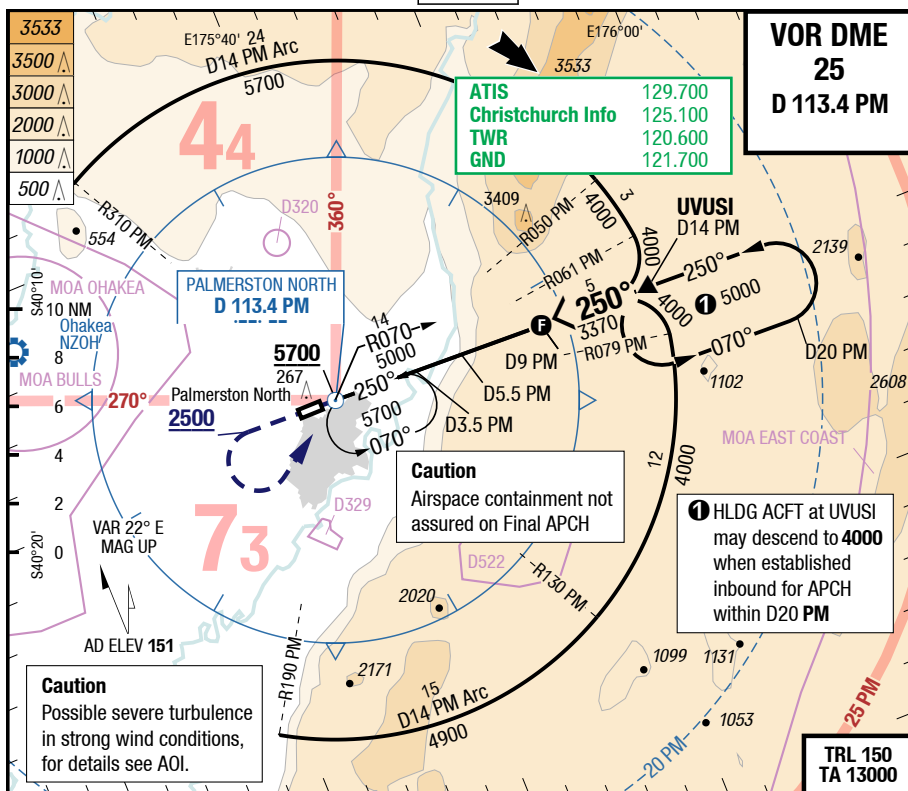 3533
3500
3000
2000
1000
500
E175°40'
24
D14 PM Arc
5700
E176°00'
3533
VOR DME
25
D 113.4 PM
ATIS 129.700
Christchurch Info 125.100
TWR 120.600
GND 121.700
44
360°
D320
3409
R050 PM
3
4000
4000
UVUSI
D14 PM
R310 PM
554
R061 PM
250°
2139
S40°10'
MOA OHAKEA
PALMERSTON NORTH
D 113.4 PM
5
250°
3370
4000
1 5000
10 NM
Ohakea
NZOH
8
MOA BULLS
14
R070
5000
F
R079 PM
070°
D20 PM
5700
267
D9 PM
1102
2608
270°
Palmerston North
250°
D5.5 PM
6
2500
5700
D3.5 PM
070°
MOA EAST COAST
4
12
4000
Caution
Airspace containment not
assured on Final APCH
2
D329
1 HLDG ACFT at UVUSI
may descend to 4000
when established
inbound for APCH
within D20 PM
VAR 22° E
MAG UP
73
S40°20'
0
D522
R130 PM
2020
AD ELEV 151
R190 PM
2171
1099
1131
15
D14 PM Arc
4900
1053
25 PM
20 PM
Caution
Possible severe turbulence
in strong wind conditions,
for details see AOI.
TRL 150
TA 13000